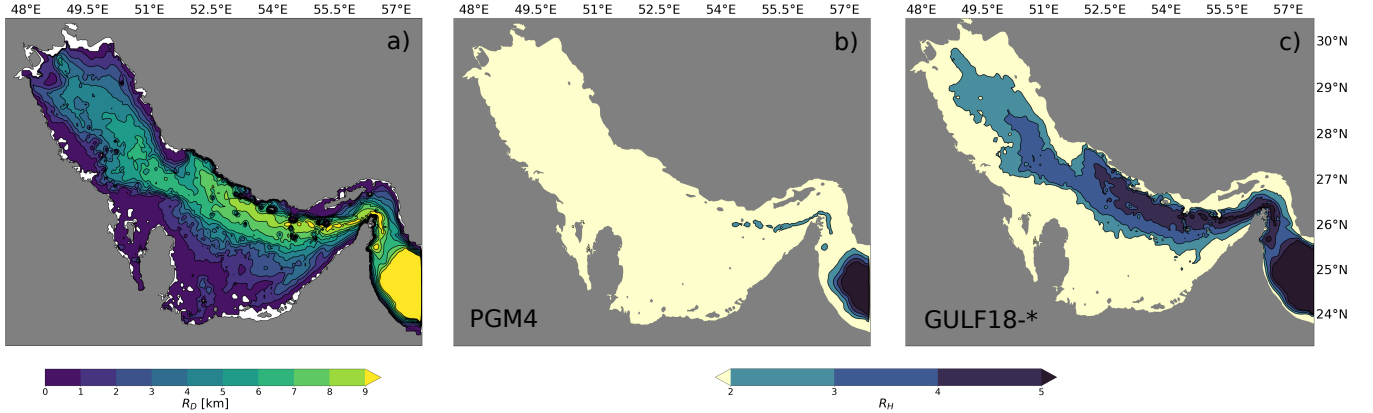 48°E 49.5°E 51°E 52.5°E 54°E 55.5°E 57°E
48°E 49.5°E 51°E 52.5°E 54°E 55.5°E 57°E
48°E 49.5°E 51°E 52.5°E 54°E 55.5°E 57°E
a)
b)
c)
30°N
29°N
28°N
27°N
26°N
25°N
24°N
PGM4
GULF18-*
0 1 2 3 4 5 6 7 8 9
R_D [km]
2 3 4 5
R_H